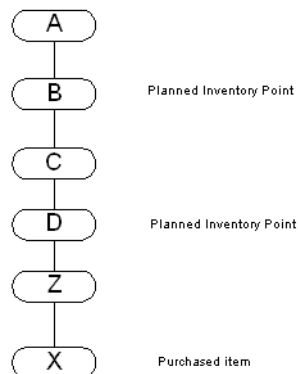 A
B Planned Inventory Point
C
D Planned Inventory Point
Z
X Purchased item